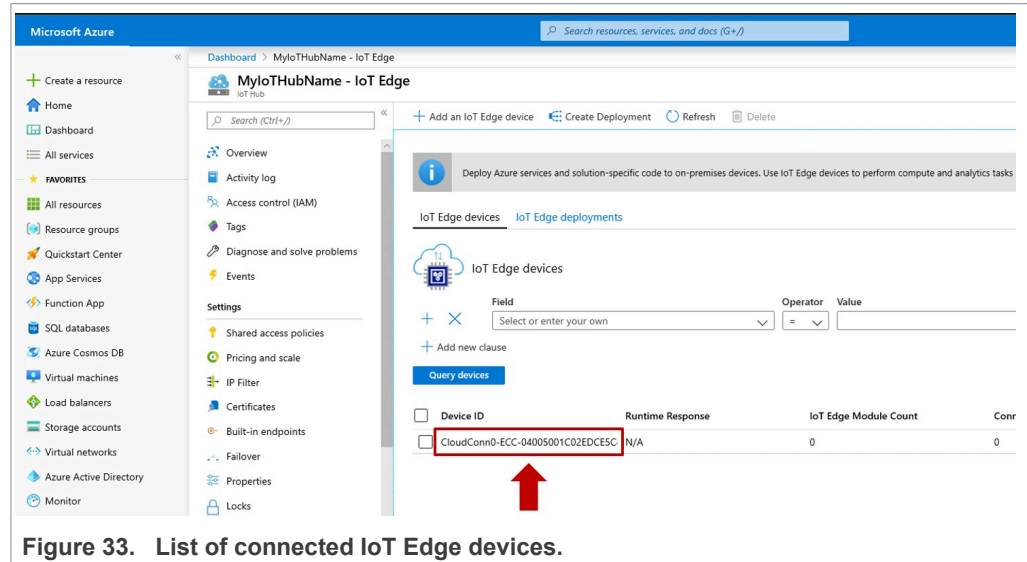 Microsoft Azure
Search resources, services, and docs (G+/)
«
Create a resource
Home
Dashboard
All services
FAVORITES
All resources
Resource groups
Quickstart Center
App Services
Function App
SQL databases
Azure Cosmos DB
Virtual machines
Load balancers
Storage accounts
Virtual networks
Azure Active Directory
Monitor
Dashboard > MyIoTHubName - IoT Edge
MyIoTHubName - IoT Edge
IoT Hub
Search (Ctrl+/)
«
Overview
Activity log
Access control (IAM)
Tags
Diagnose and solve problems
Events
Settings
Shared access policies
Pricing and scale
IP Filter
Certificates
Built-in endpoints
Failover
Properties
Locks
Add an IoT Edge device Create Deployment Refresh Delete
Deploy Azure services and solution-specific code to on-premises devices. Use IoT Edge devices to perform compute and analytics tasks
IoT Edge devices IoT Edge deployments
IoT Edge devices
Field Operator Value
Select or enter your own =
Add new clause
Query devices
Device ID Runtime Response IoT Edge Module Count Conn
CloudConn0-ECC-04005001C02EDCE5C N/A 0 0
Figure 33. List of connected IoT Edge devices.